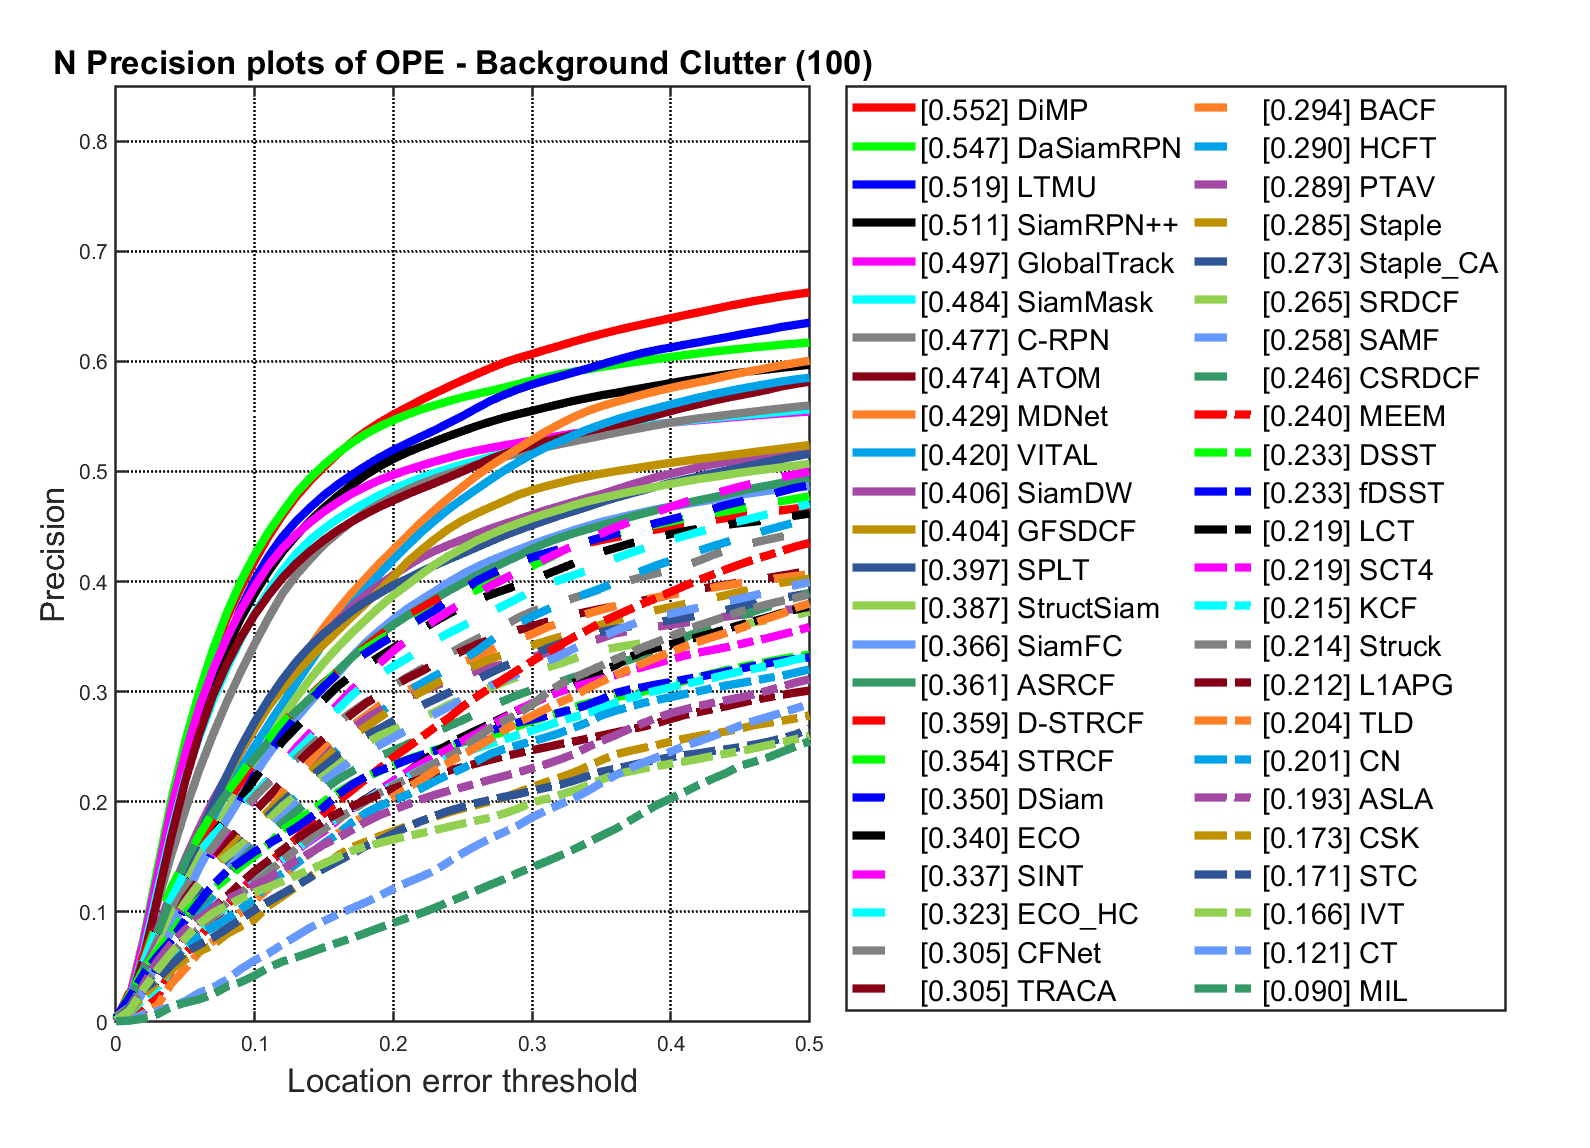 N Precision plots of OPE - Background Clutter (100)
Precision
0.8
0.7
0.6
0.5
0.4
0.3
0.2
0.1
0
0 0.1 0.2 0.3 0.4 0.5
Location error threshold
[0.552] DiMP
[0.547] DaSiamRPN
[0.519] LTMU
[0.511] SiamRPN++
[0.497] GlobalTrack
[0.484] SiamMask
[0.477] C-RPN
[0.474] ATOM
[0.429] MDNet
[0.420] VITAL
[0.406] SiamDW
[0.404] GFSDCF
[0.397] SPLT
[0.387] StructSiam
[0.366] SiamFC
[0.361] ASRCF
[0.359] D-STRCF
[0.354] STRCF
[0.350] DSiam
[0.340] ECO
[0.337] SINT
[0.323] ECO_HC
[0.305] CFNet
[0.305] TRACA
[0.294] BACF
[0.290] HCFT
[0.289] PTAV
[0.285] Staple
[0.273] Staple_CA
[0.265] SRDCF
[0.258] SAMF
[0.246] CSRDCF
[0.240] MEEM
[0.233] DSST
[0.233] fDSST
[0.219] LCT
[0.219] SCT4
[0.215] KCF
[0.214] Struck
[0.212] L1APG
[0.204] TLD
[0.201] CN
[0.193] ASLA
[0.173] CSK
[0.171] STC
[0.166] IVT
[0.121] CT
[0.090] MIL